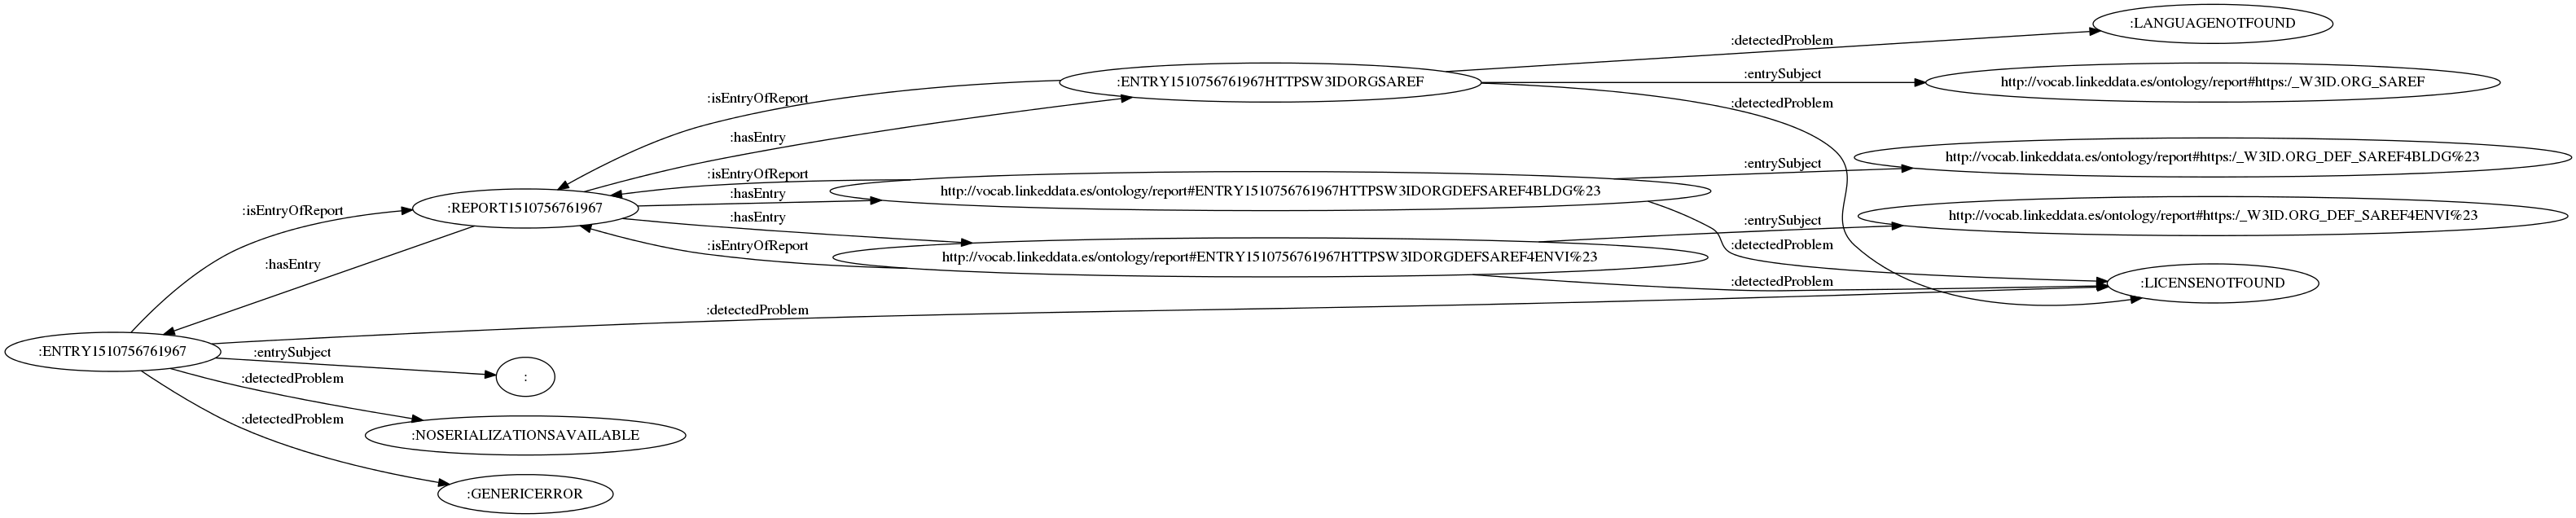 :LANGUAGENOTFOUND
:detectedProblem
:ENTRY1510756761967HTTPSW3IDORGSAREF
:entrySubject
http://vocab.linkeddata.es/ontology/report#https:/_W3ID.ORG_SAREF
:isEntryOfReport
:detectedProblem
:hasEntry
:isEntryOfReport
:entrySubject
http://vocab.linkeddata.es/ontology/report#https:/_W3ID.ORG_DEF_SAREF4BLDG%23
:hasEntry
http://vocab.linkeddata.es/ontology/report#ENTRY1510756761967HTTPSW3IDORGDEFSAREF4BLDG%23
:isEntryOfReport
:REPORT1510756761967
:hasEntry
:entrySubject
http://vocab.linkeddata.es/ontology/report#https:/_W3ID.ORG_DEF_SAREF4ENVI%23
:isEntryOfReport
:detectedProblem
:hasEntry
http://vocab.linkeddata.es/ontology/report#ENTRY1510756761967HTTPSW3IDORGDEFSAREF4ENVI%23
:detectedProblem
:LICENSENOTFOUND
:detectedProblem
:ENTRY1510756761967
:entrySubject
:
:detectedProblem
:detectedProblem
:NOSERIALIZATIONSAVAILABLE
:GENERICERROR